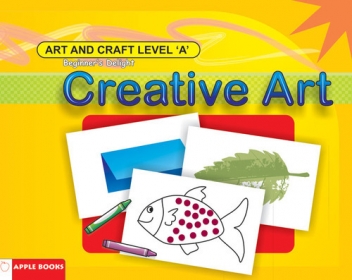 ART AND CRAFT LEVEL 'A'
Beginner's Delight
Creative Art
APPLE BOOKS